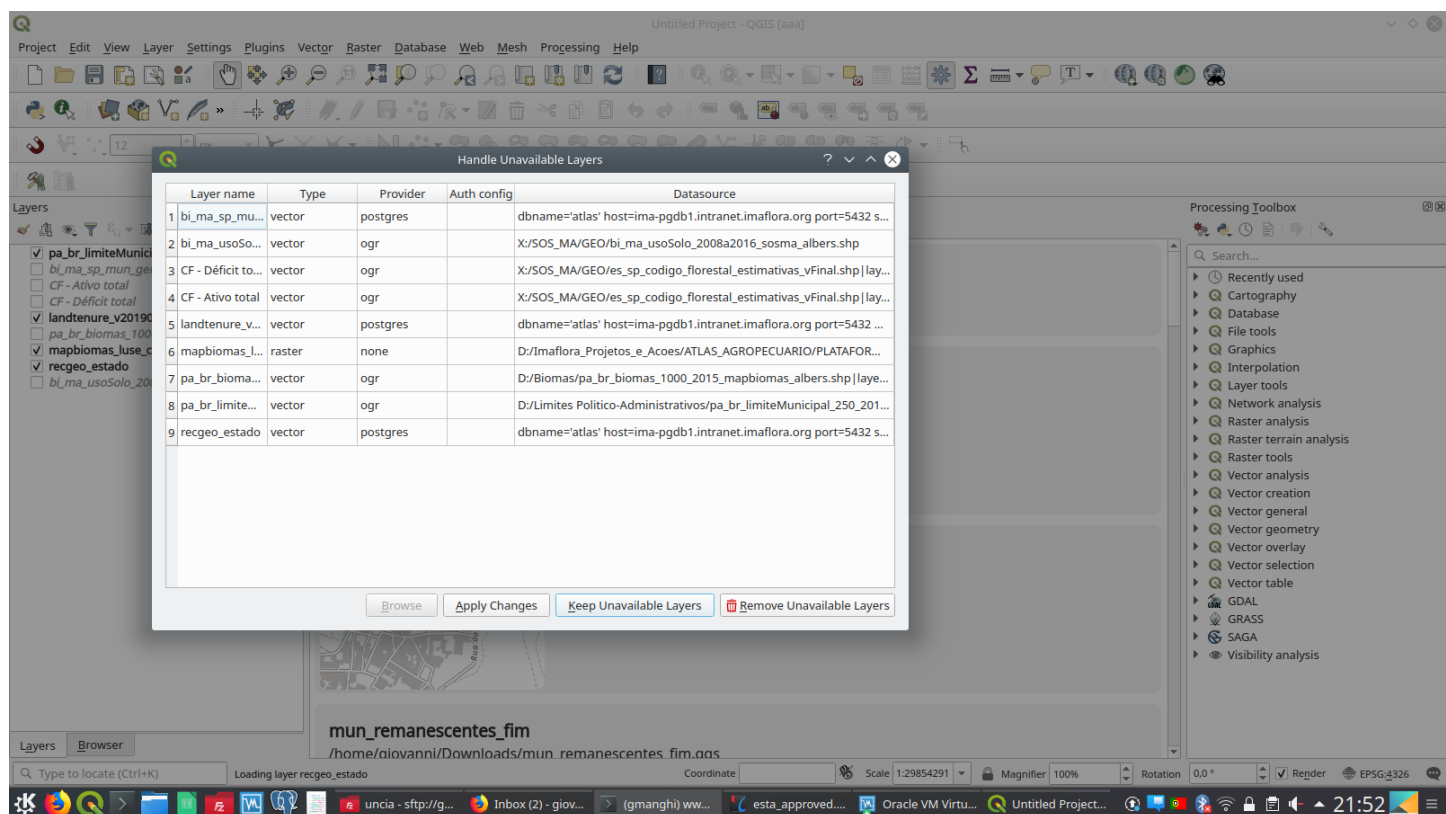 Untitled Project - QGIS [aaa]
Project Edit View Layer Settings Plugins Vector Raster Database Web Mesh Processing Help
12 px
Handle Unavailable Layers
Layer name Type Provider Auth config Datasource
1 bi_ma_sp_mu... vector postgres dbname='atlas' host=ima-pgdb1.intranet.imaflora.org port=5432 s...
2 bi_ma_usoSo... vector ogr X:/SOS_MA/GEO/bi_ma_usoSolo_2008a2016_sosma_albers.shp
3 CF - Déficit to... vector ogr X:/SOS_MA/GEO/es_sp_codigo_florestal_estimativas_vFinal.shp|lay...
4 CF - Ativo total vector ogr X:/SOS_MA/GEO/es_sp_codigo_florestal_estimativas_vFinal.shp|lay...
5 landtenure_v... vector postgres dbname='atlas' host=ima-pgdb1.intranet.imaflora.org port=5432 ...
6 mapbiomas_l... raster none D:/Imaflora_Projetos_e_Acoes/ATLAS_AGROPECUARIO/PLATAFOR...
7 pa_br_bioma... vector ogr D:/Biomas/pa_br_biomas_1000_2015_mapbiomas_albers.shp|laye...
8 pa_br_limite... vector ogr D:/Limites Politico-Administrativos/pa_br_limiteMunicipal_250_201...
9 recgeo_estado vector postgres dbname='atlas' host=ima-pgdb1.intranet.imaflora.org port=5432 s...
Browse Apply Changes Keep Unavailable Layers Remove Unavailable Layers
Layers
pa_br_limiteMunici
bi_ma_sp_mun_ge
CF - Ativo total
CF - Déficit total
landtenure_v20190
pa_br_biomas_100
mapbiomas_luse_c
recgeo_estado
bi_ma_usoSolo_20
Layers Browser
Rua da
mun_remanescentes_fim
/home/giovanni/Downloads/mun_remanescentes_fim.qgs
Processing Toolbox
Search...
Recently used
Cartography
Database
File tools
Graphics
Interpolation
Layer tools
Network analysis
Raster analysis
Raster terrain analysis
Raster tools
Vector analysis
Vector creation
Vector general
Vector geometry
Vector overlay
Vector selection
Vector table
GDAL
GRASS
SAGA
Visibility analysis
Type to locate (Ctrl+K) Loading layer recgeo_estado Coordinate Scale 1:29854291 Magnifier 100% Rotation 0,0 ° Render EPSG:4326
uncia - sftp://g... Inbox (2) - giov... (gmanghi) ww... esta_approved.... Oracle VM Virtu... Untitled Project... 21:52